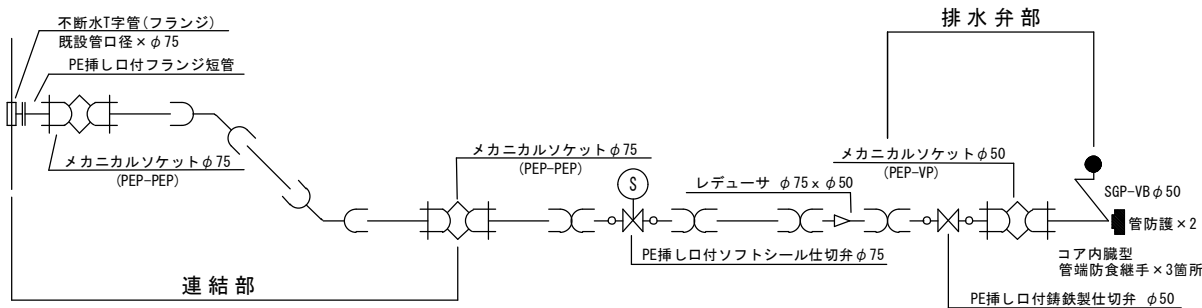 不断水T字管(フランジ)
既設管口径×φ75
PE挿し口付フランジ短管
メカニカルソケットφ75
(PEP-PEP)
連結部
メカニカルソケットφ75
(PEP-PEP)
S
PE挿し口付ソフトシール仕切弁φ75
レデューサ φ75xφ50
排水弁部
メカニカルソケットφ50
(PEP-VP)
SGP-VBφ50
管防護×2
コア内臓型
管端防食継手×3箇所
PE挿し口付鋳鉄製仕切弁 φ50